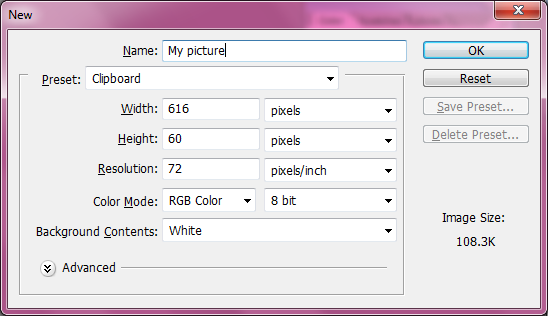 New
Name: My picture
OK
Preset: Clipboard
Reset
Width: 616 pixels
Save Preset...
Height: 60 pixels
Delete Preset...
Resolution: 72 pixels/inch
Color Mode: RGB Color 8 bit
Image Size:
Background Contents: White
108.3K
Advanced